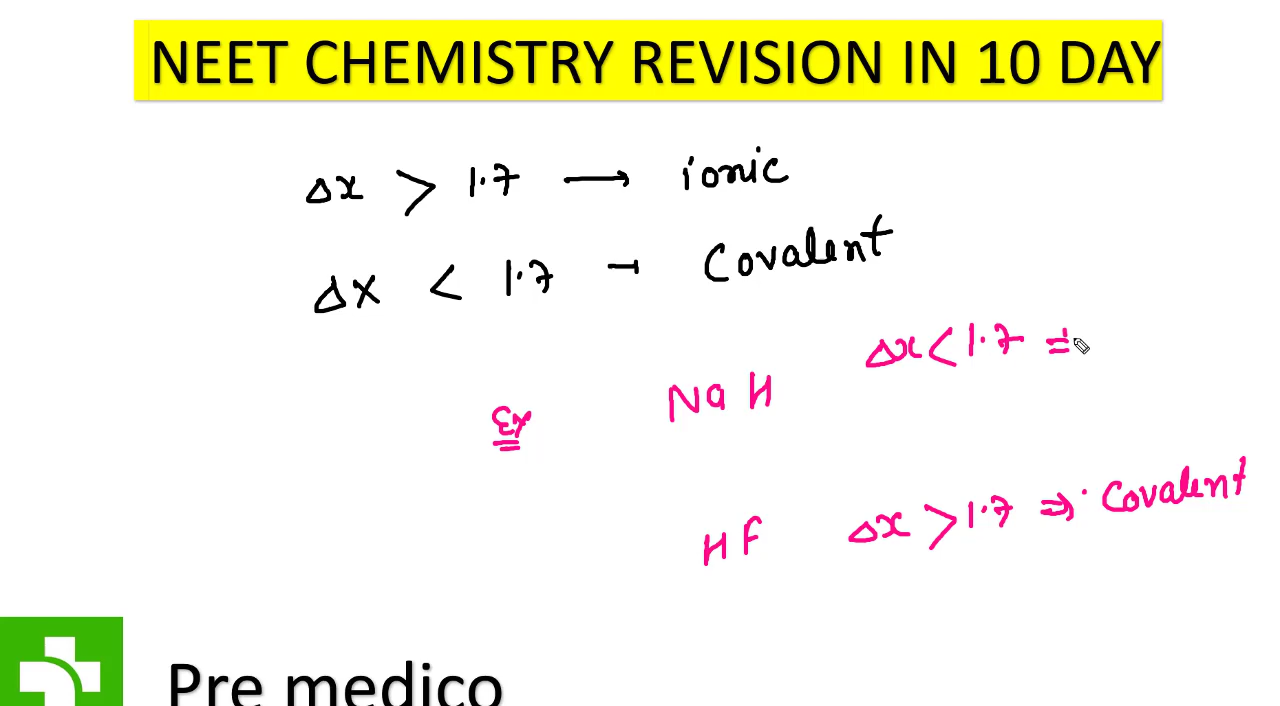 NEET CHEMISTRY REVISION IN 10 DAY
Δx > 1.7 → ionic
Δx < 1.7 - Covalent
Δx < 1.7 =
Ex NaH
HF Δx > 1.7 ⇒ Covalent
Pre medico